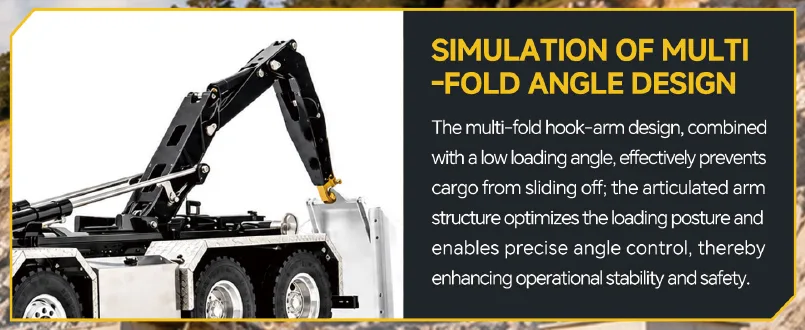 SIMULATION OF MULTI
-FOLD ANGLE DESIGN
The multi-fold hook-arm design, combined
with a low loading angle, effectively prevents
cargo from sliding off; the articulated arm
structure optimizes the loading posture and
enables precise angle control, thereby
enhancing operational stability and safety.